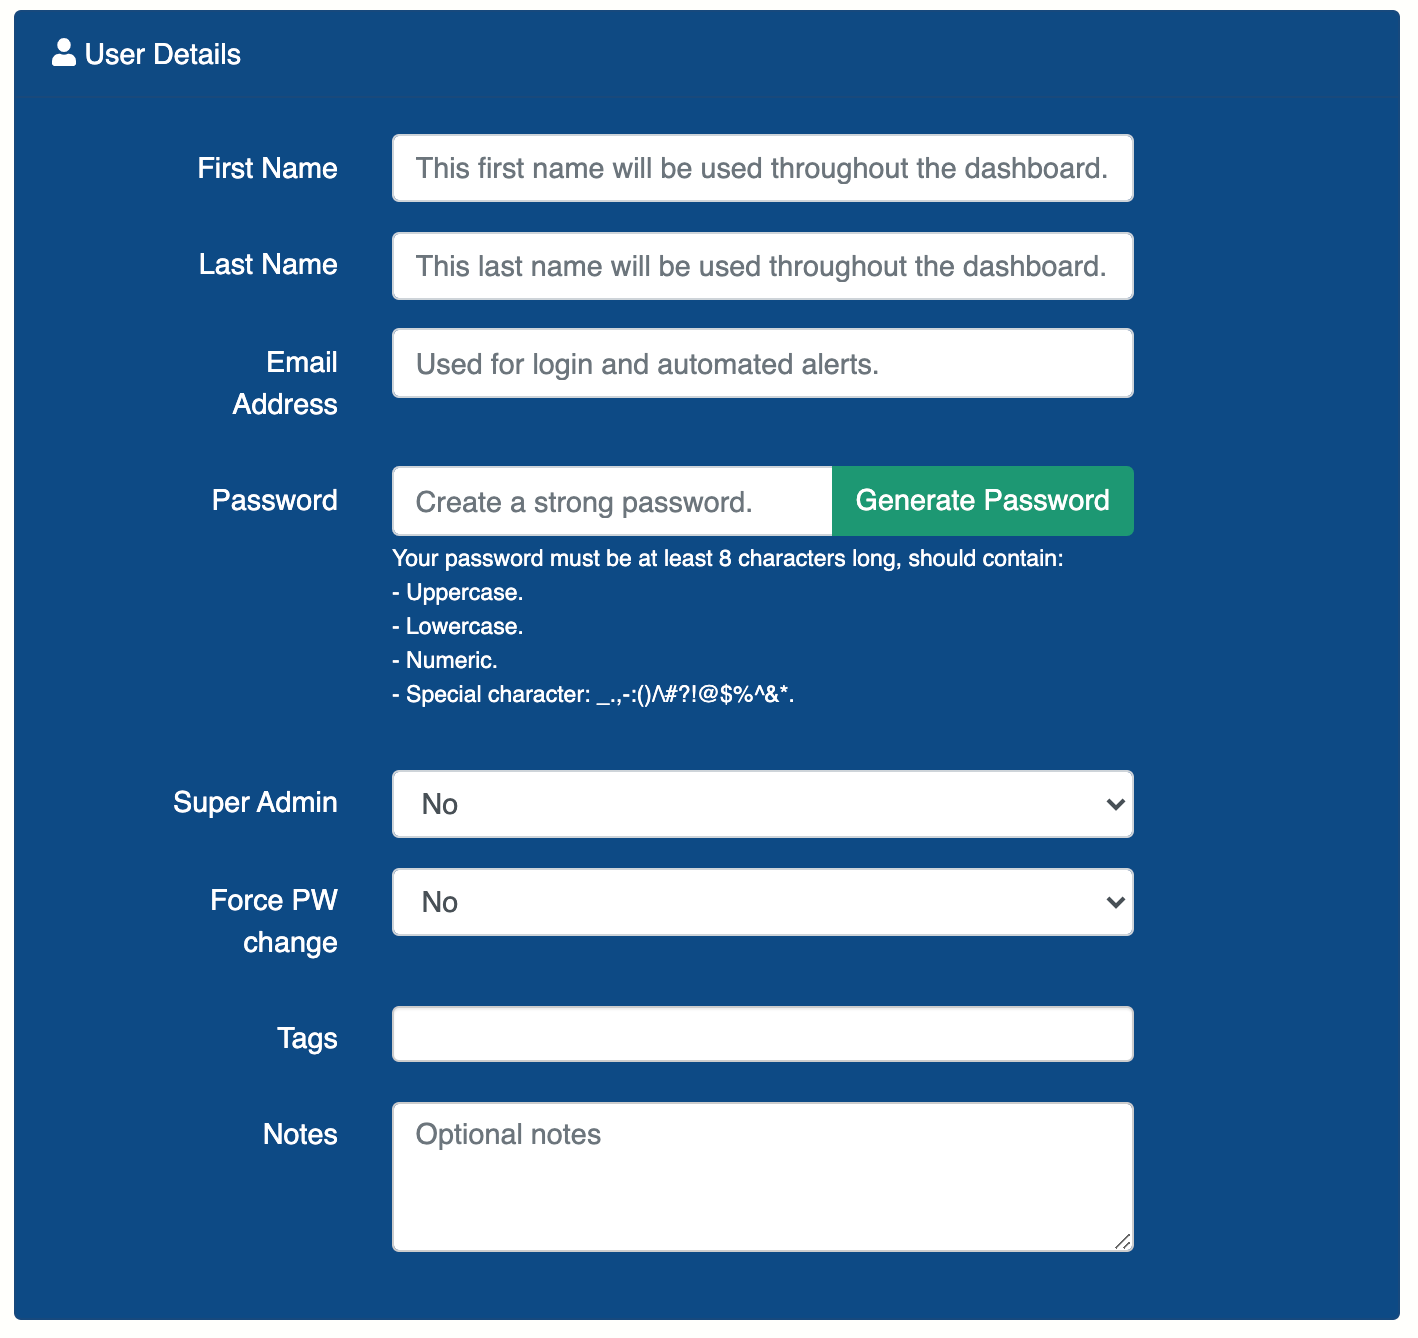 User Details
First Name
This first name will be used throughout the dashboard.
Last Name
This last name will be used throughout the dashboard.
Email
Address
Used for login and automated alerts.
Password
Create a strong password.
Generate Password
Your password must be at least 8 characters long, should contain:
- Uppercase.
- Lowercase.
- Numeric.
- Special character: _.,-:()/\#?!@$%^&*.
Super Admin
No
Force PW
change
No
Tags
Notes
Optional notes